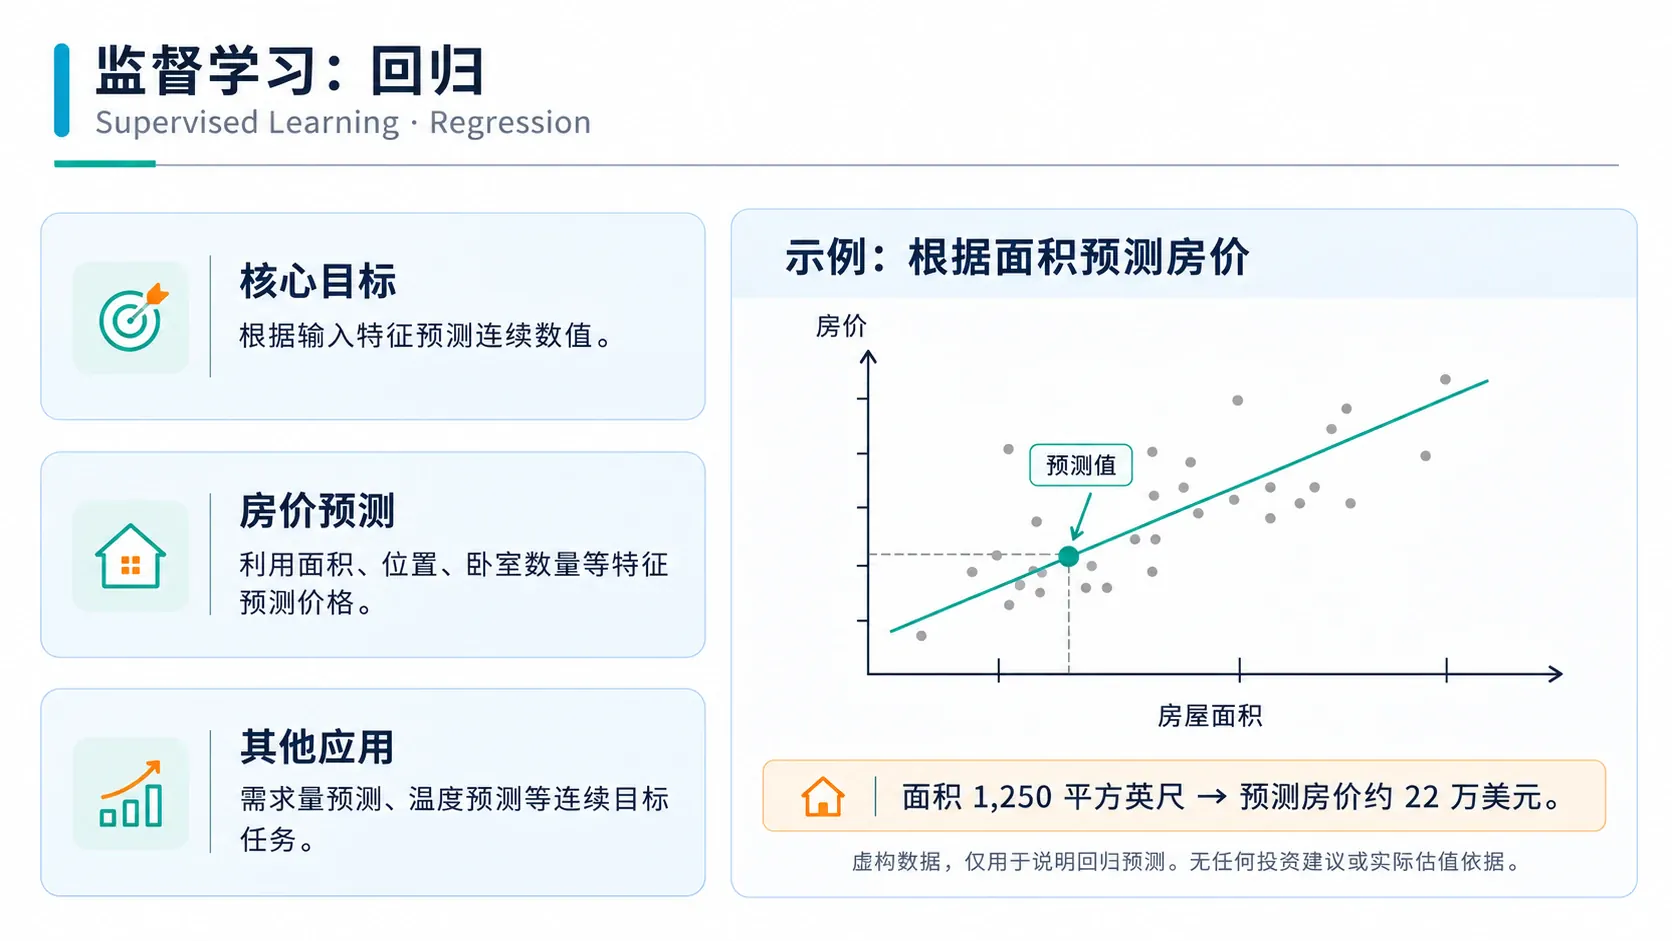 监督学习：回归
Supervised Learning · Regression
核心目标
根据输入特征预测连续数值。
房价预测
利用面积、位置、卧室数量等特征
预测价格。
其他应用
需求量预测、温度预测等连续目标
任务。
示例：根据面积预测房价
房价
预测值
房屋面积
面积 1,250 平方英尺 → 预测房价约 22 万美元。
虚构数据，仅用于说明回归预测。无任何投资建议或实际估值依据。